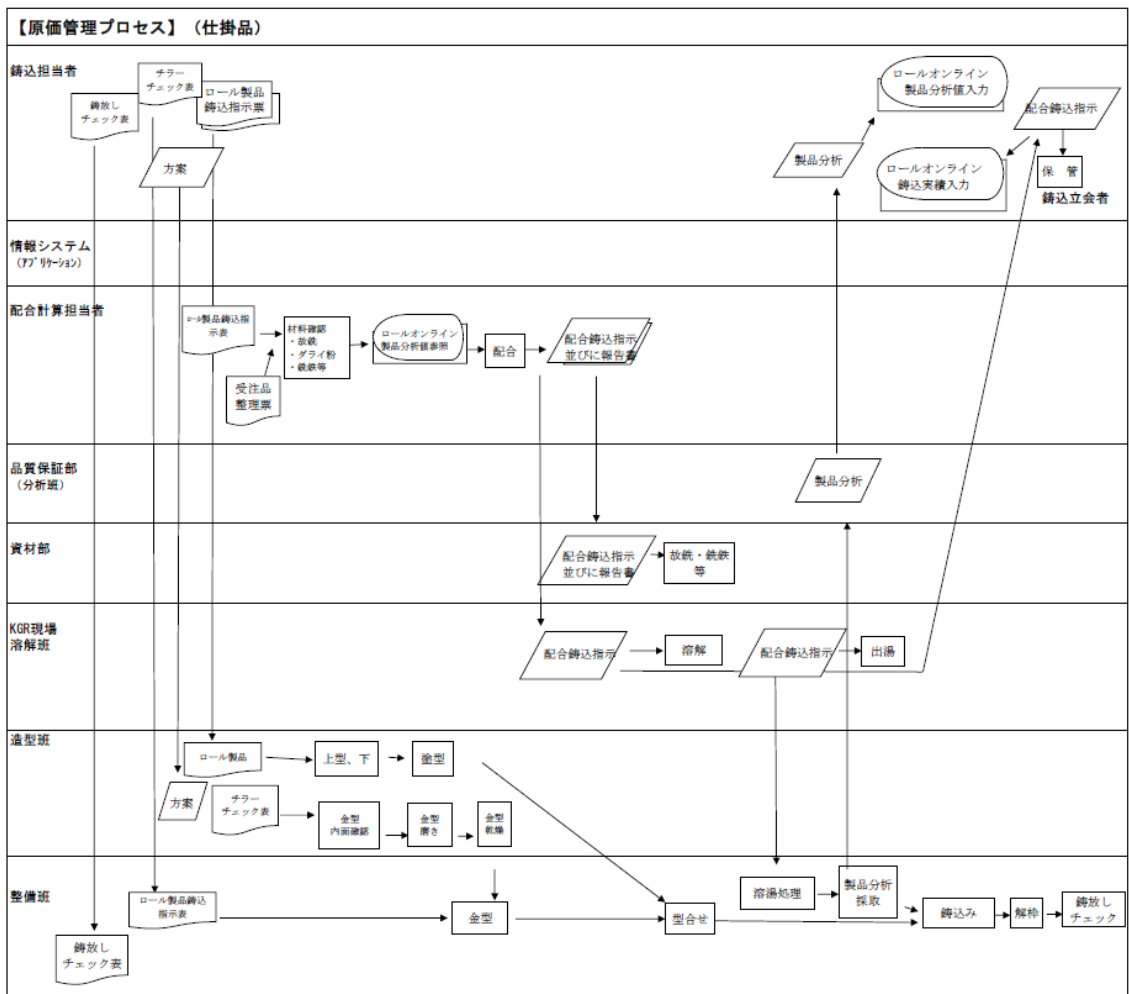 【原価管理プロセス】（仕掛品）
鋳込担当者
鋳放し
チェック表
チラー
チェック表
ロール製品
鋳込指示票
方案
製品分析
ロールオンライン
製品分析値入力
ロールオンライン
鋳込実績入力
配合鋳込指示
保　管
鋳込立会者
情報システム
（ｱﾌﾟﾘｹｰｼｮﾝ）
配合計算担当者
ﾛｰﾙ製品鋳込指
示表
受注品
整理票
材料確認
・故銑
・ダライ粉
・銑鉄等
ロールオンライン
製品分析値参照
配合
配合鋳込指示
並びに報告書
品質保証部
（分析班）
製品分析
資材部
配合鋳込指示
並びに報告書
故銑・銑鉄
等
KGR現場
溶解班
配合鋳込指示
溶解
配合鋳込指示
出湯
造型班
ロール製品
上型、下
塗型
方案
チラー
チェック表
金型
内面確認
金型
磨き
金型
乾燥
整備班
ロール製品鋳込
指示表
鋳放し
チェック表
金型
型合せ
溶湯処理
製品分析
採取
鋳込み
解枠
鋳放し
チェック